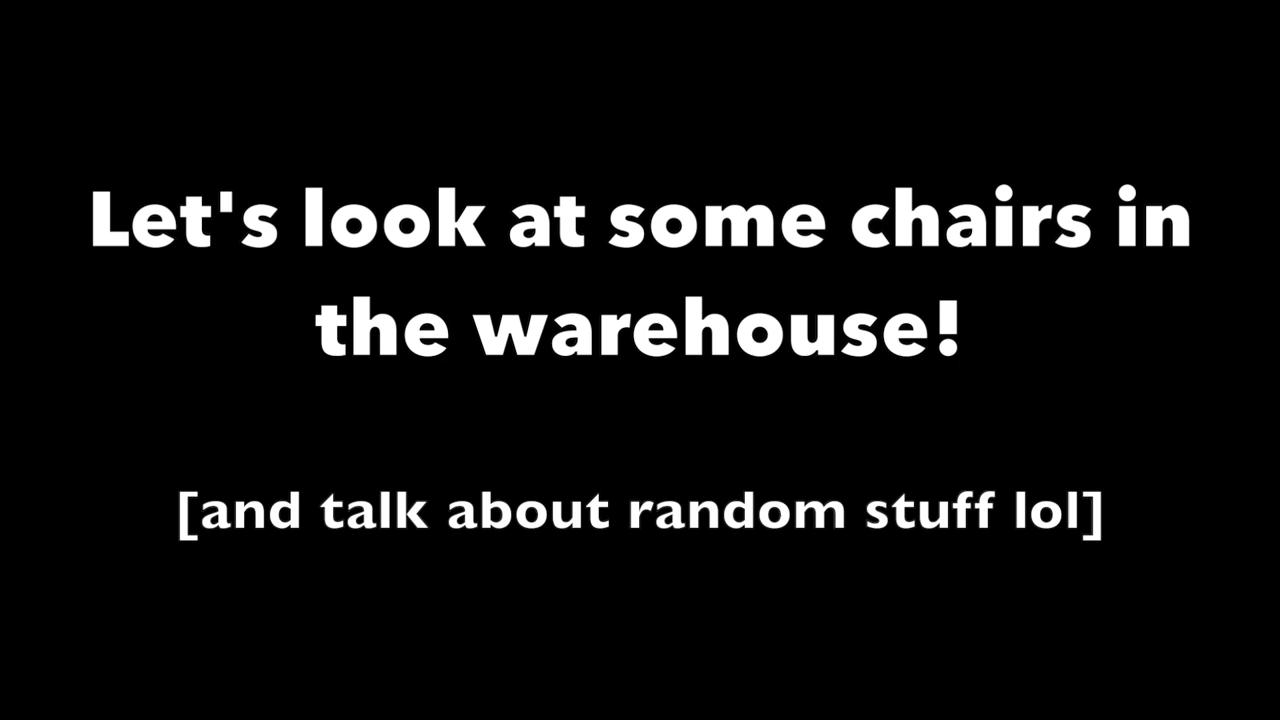 Let's look at some chairs in
the warehouse!
[and talk about random stuff lol]